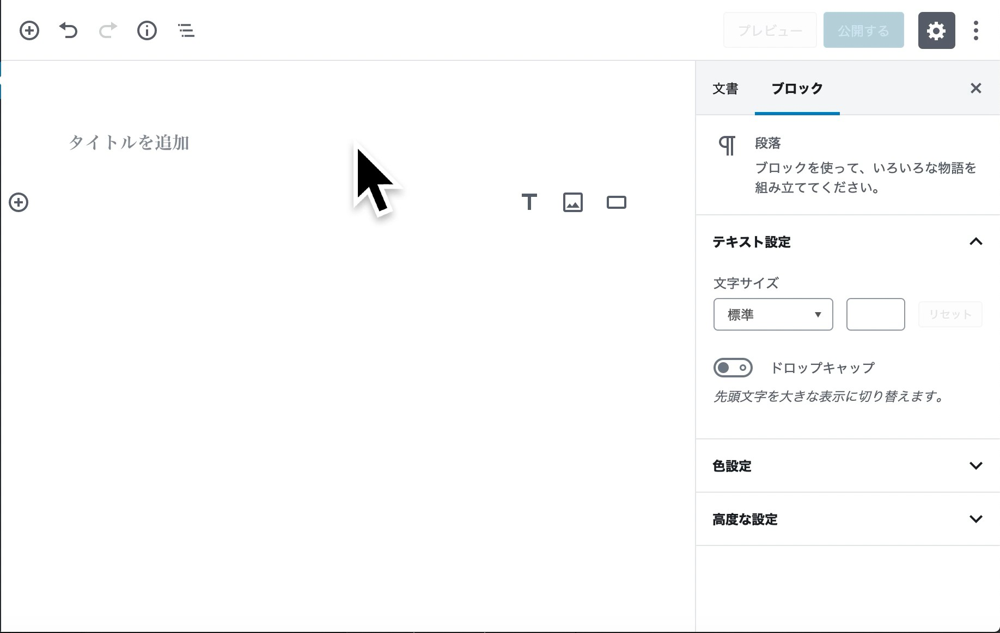 プレビュー
公開する
文書
ブロック
タイトルを追加
段落
ブロックを使って、いろいろな物語を
組み立ててください。
テキスト設定
文字サイズ
標準
リセット
ドロップキャップ
先頭文字を大きな表示に切り替えます。
色設定
高度な設定